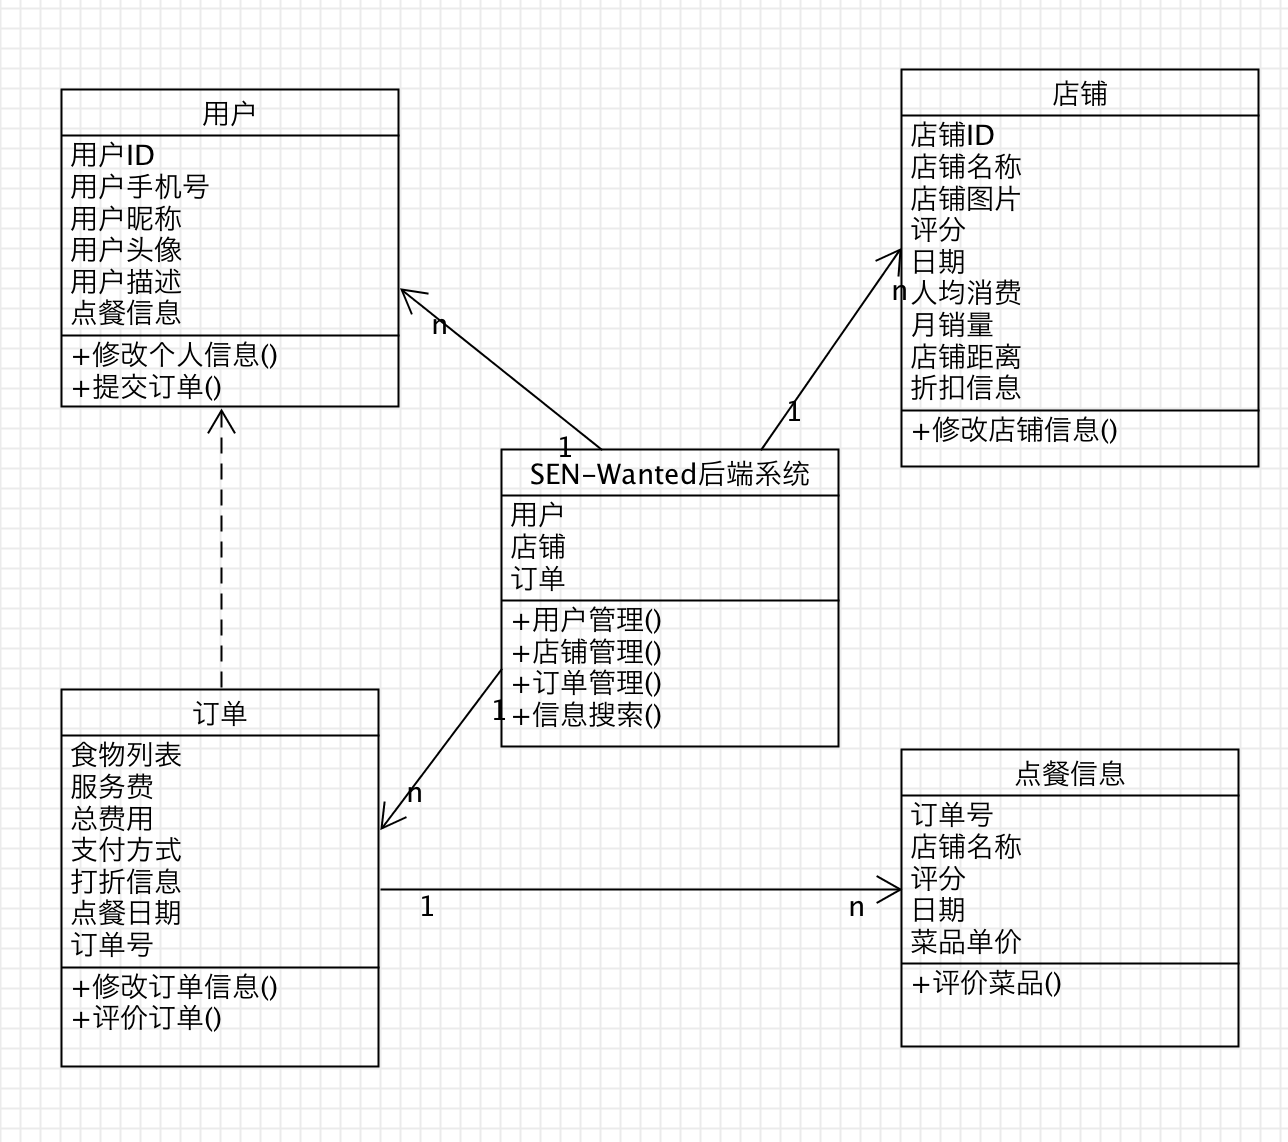 用户
用户ID
用户手机号
用户昵称
用户头像
用户描述
点餐信息
+修改个人信息()
+提交订单()
店铺
店铺ID
店铺名称
店铺图片
评分
日期
人均消费
月销量
店铺距离
折扣信息
+修改店铺信息()
n
n
1
1
SEN-Wanted后端系统
用户
店铺
订单
+用户管理()
+店铺管理()
+订单管理()
+信息搜索()
1
n
订单
食物列表
服务费
总费用
支付方式
打折信息
点餐日期
订单号
+修改订单信息()
+评价订单()
1
n
点餐信息
订单号
店铺名称
评分
日期
菜品单价
+评价菜品()